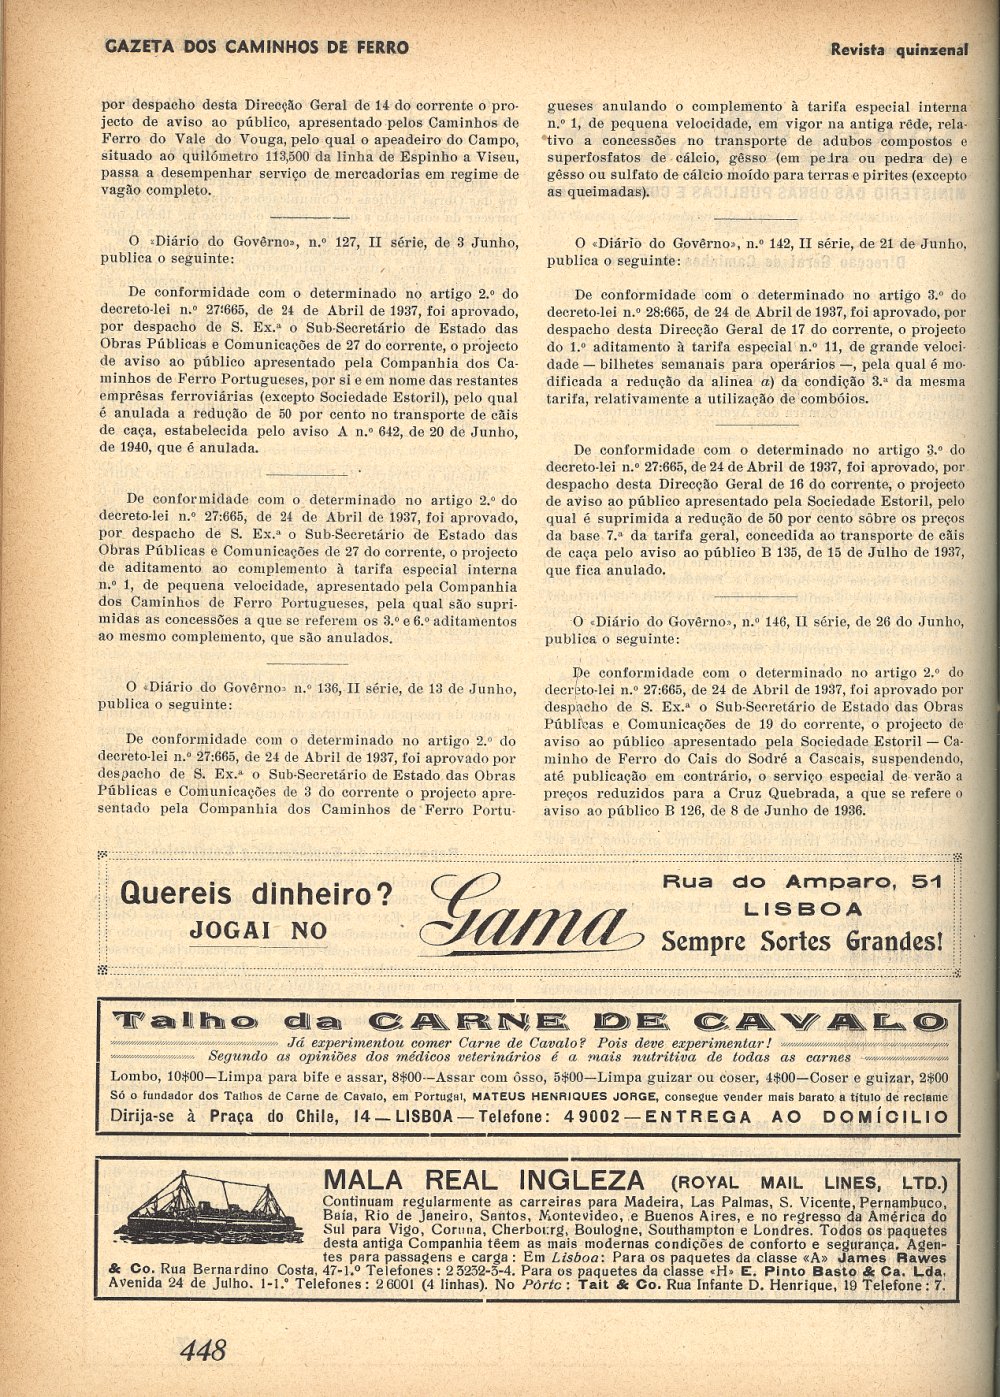 GAZETA DOS CAMINHOS DE FERRO
Revista quinzenal
por despacho desta Direcção Geral de 14 do corrente o pro-
jecto de aviso ao público, apresentado pelos Caminhos de
Ferro do Vale do Vouga, pelo qual o apeadeiro do Campo,
situado ao quilómetro 113,500 da linha de Espinho a Viseu,
passa a desempenhar serviço de mercadorias em regime de
vagão completo.
O «Diário do Govêrno», n.º 127, II série, de 3 Junho,
publica o seguinte:
De conformidade com o determinado no artigo 2.º do
decreto-lei n.º 27:665, de 24 de Abril de 1937, foi aprovado,
por despacho de S. Ex.ª o Sub-Secretário de Estado das
Obras Públicas e Comunicações de 27 do corrente, o projecto
de aviso ao público apresentado pela Companhia dos Ca-
minhos de Ferro Portugueses, por si e em nome das restantes
emprêsas ferroviárias (excepto Sociedade Estoril), pelo qual
é anulada a redução de 50 por cento no transporte de cãis
de caça, estabelecida pelo aviso A n.º 642, de 20 de Junho,
de 1940, que é anulada.
De conformidade com o determinado no artigo 2.º do
decreto-lei n.º 27:665, de 24 de Abril de 1937, foi aprovado,
por despacho de S. Ex.ª o Sub-Secretário de Estado das
Obras Públicas e Comunicações de 27 do corrente, o projecto
de aditamento ao complemento à tarifa especial interna
n.º 1, de pequena velocidade, apresentado pela Companhia
dos Caminhos de Ferro Portugueses, pela qual são supri-
midas as concessões a que se referem os 3.º e 6.º aditamentos
ao mesmo complemento, que são anulados.
O «Diário do Govêrno» n.º 136, II série, de 13 de Junho,
publica o seguinte:
De conformidade com o determinado no artigo 2.º do
decreto-lei n.º 27:665, de 24 de Abril de 1937, foi aprovado por
despacho de S. Ex.ª o Sub-Secretário de Estado das Obras
Públicas e Comunicações de 3 do corrente o projecto apre-
sentado pela Companhia dos Caminhos de Ferro Portu-
gueses anulando o complemento à tarifa especial interna
n.º 1, de pequena velocidade, em vigor na antiga rêde, rela-
tivo a concessões no transporte de adubos compostos e
superfosfatos de cálcio, gêsso (em pedra ou pedra de) e
gêsso ou sulfato de cálcio moído para terras e pirites (excepto
as queimadas).
O «Diário do Govêrno», n.º 142, II série, de 21 de Junho,
publica o seguinte:
De conformidade com o determinado no artigo 3.º do
decreto-lei n.º 28:665, de 24 de Abril de 1937, foi aprovado, por
despacho desta Direcção Geral de 17 do corrente, o projecto
do 1.º aditamento à tarifa especial n.º 11, de grande veloci-
dade — bilhetes semanais para operários —, pela qual é mo-
dificada a redução da alinea a) da condição 3.ª da mesma
tarifa, relativamente a utilização de combóios.
De conformidade com o determinado no artigo 3.º do
decreto-lei n.º 27:665, de 24 de Abril de 1937, foi aprovado, por
despacho desta Direcção Geral de 16 do corrente, o projecto
de aviso ao público apresentado pela Sociedade Estoril, pelo
qual é suprimida a redução de 50 por cento sôbre os preços
da base 7.ª da tarifa geral, concedida ao transporte de cãis
de caça pelo aviso ao público B 135, de 15 de Julho de 1937,
que fica anulado.
O «Diário do Govêrno», n.º 146, II série, de 26 do Junho,
publica o seguinte:
De conformidade com o determinado no artigo 2.º do
decreto-lei n.º 27:665, de 24 de Abril de 1937, foi aprovado por
despacho de S. Ex.ª o Sub-Secretário de Estado das Obras
Públicas e Comunicações de 19 do corrente, o projecto de
aviso ao público apresentado pela Sociedade Estoril — Ca-
minho de Ferro do Cais do Sodré a Cascais, suspendendo,
até publicação em contrário, o serviço especial de verão a
preços reduzidos para a Cruz Quebrada, a que se refere o
aviso ao público B 126, de 8 de Junho de 1936.
Quereis dinheiro?
JOGAI NO
Gama
Rua do Amparo, 51
LISBOA
Sempre Sortes Grandes!
Talho da CARNE DE CAVALO
Já experimentou comer Carne de Cavalo? Pois deve experimentar!
Segundo as opiniões dos médicos veterinários é a mais nutritiva de todas as carnes
Lombo, 10$00—Limpa para bife e assar, 8$00—Assar com ôsso, 5$00—Limpa guizar ou coser, 4$00—Coser e guizar, 2$00
Só o fundador dos Talhos de Carne de Cavalo, em Portugal, MATEUS HENRIQUES JORGE, consegue vender mais barato a título de reclame
Dirija-se à Praça do Chile, 14 — LISBOA — Telefone: 49002 — ENTREGA AO DOMÍCILIO
MALA REAL INGLEZA (ROYAL MAIL LINES, LTD.)
Continuam regularmente as carreiras para Madeira, Las Palmas, S. Vicente, Pernambuco,
Baía, Rio de Janeiro, Santos, Montevideo, e Buenos Aires, e no regresso da América do
Sul para Vigo, Coruna, Cherbourg, Boulogne, Southampton e Londres. Todos os paquetes
desta antiga Companhia têem as mais modernas condições de conforto e segurança. Agen-
tes para passagens e carga: Em Lisboa: Para os paquetes da classe «A» James Rawes
& Co. Rua Bernardino Costa, 47-1.º Telefones: 23232-3-4. Para os paquetes da classe «H» E. Pinto Basto & Ca. Lda.
Avenida 24 de Julho. 1-1.º Telefones: 26001 (4 linhas). No Pôrto: Tait & Co. Rua Infante D. Henrique, 19 Telefone: 7.
448